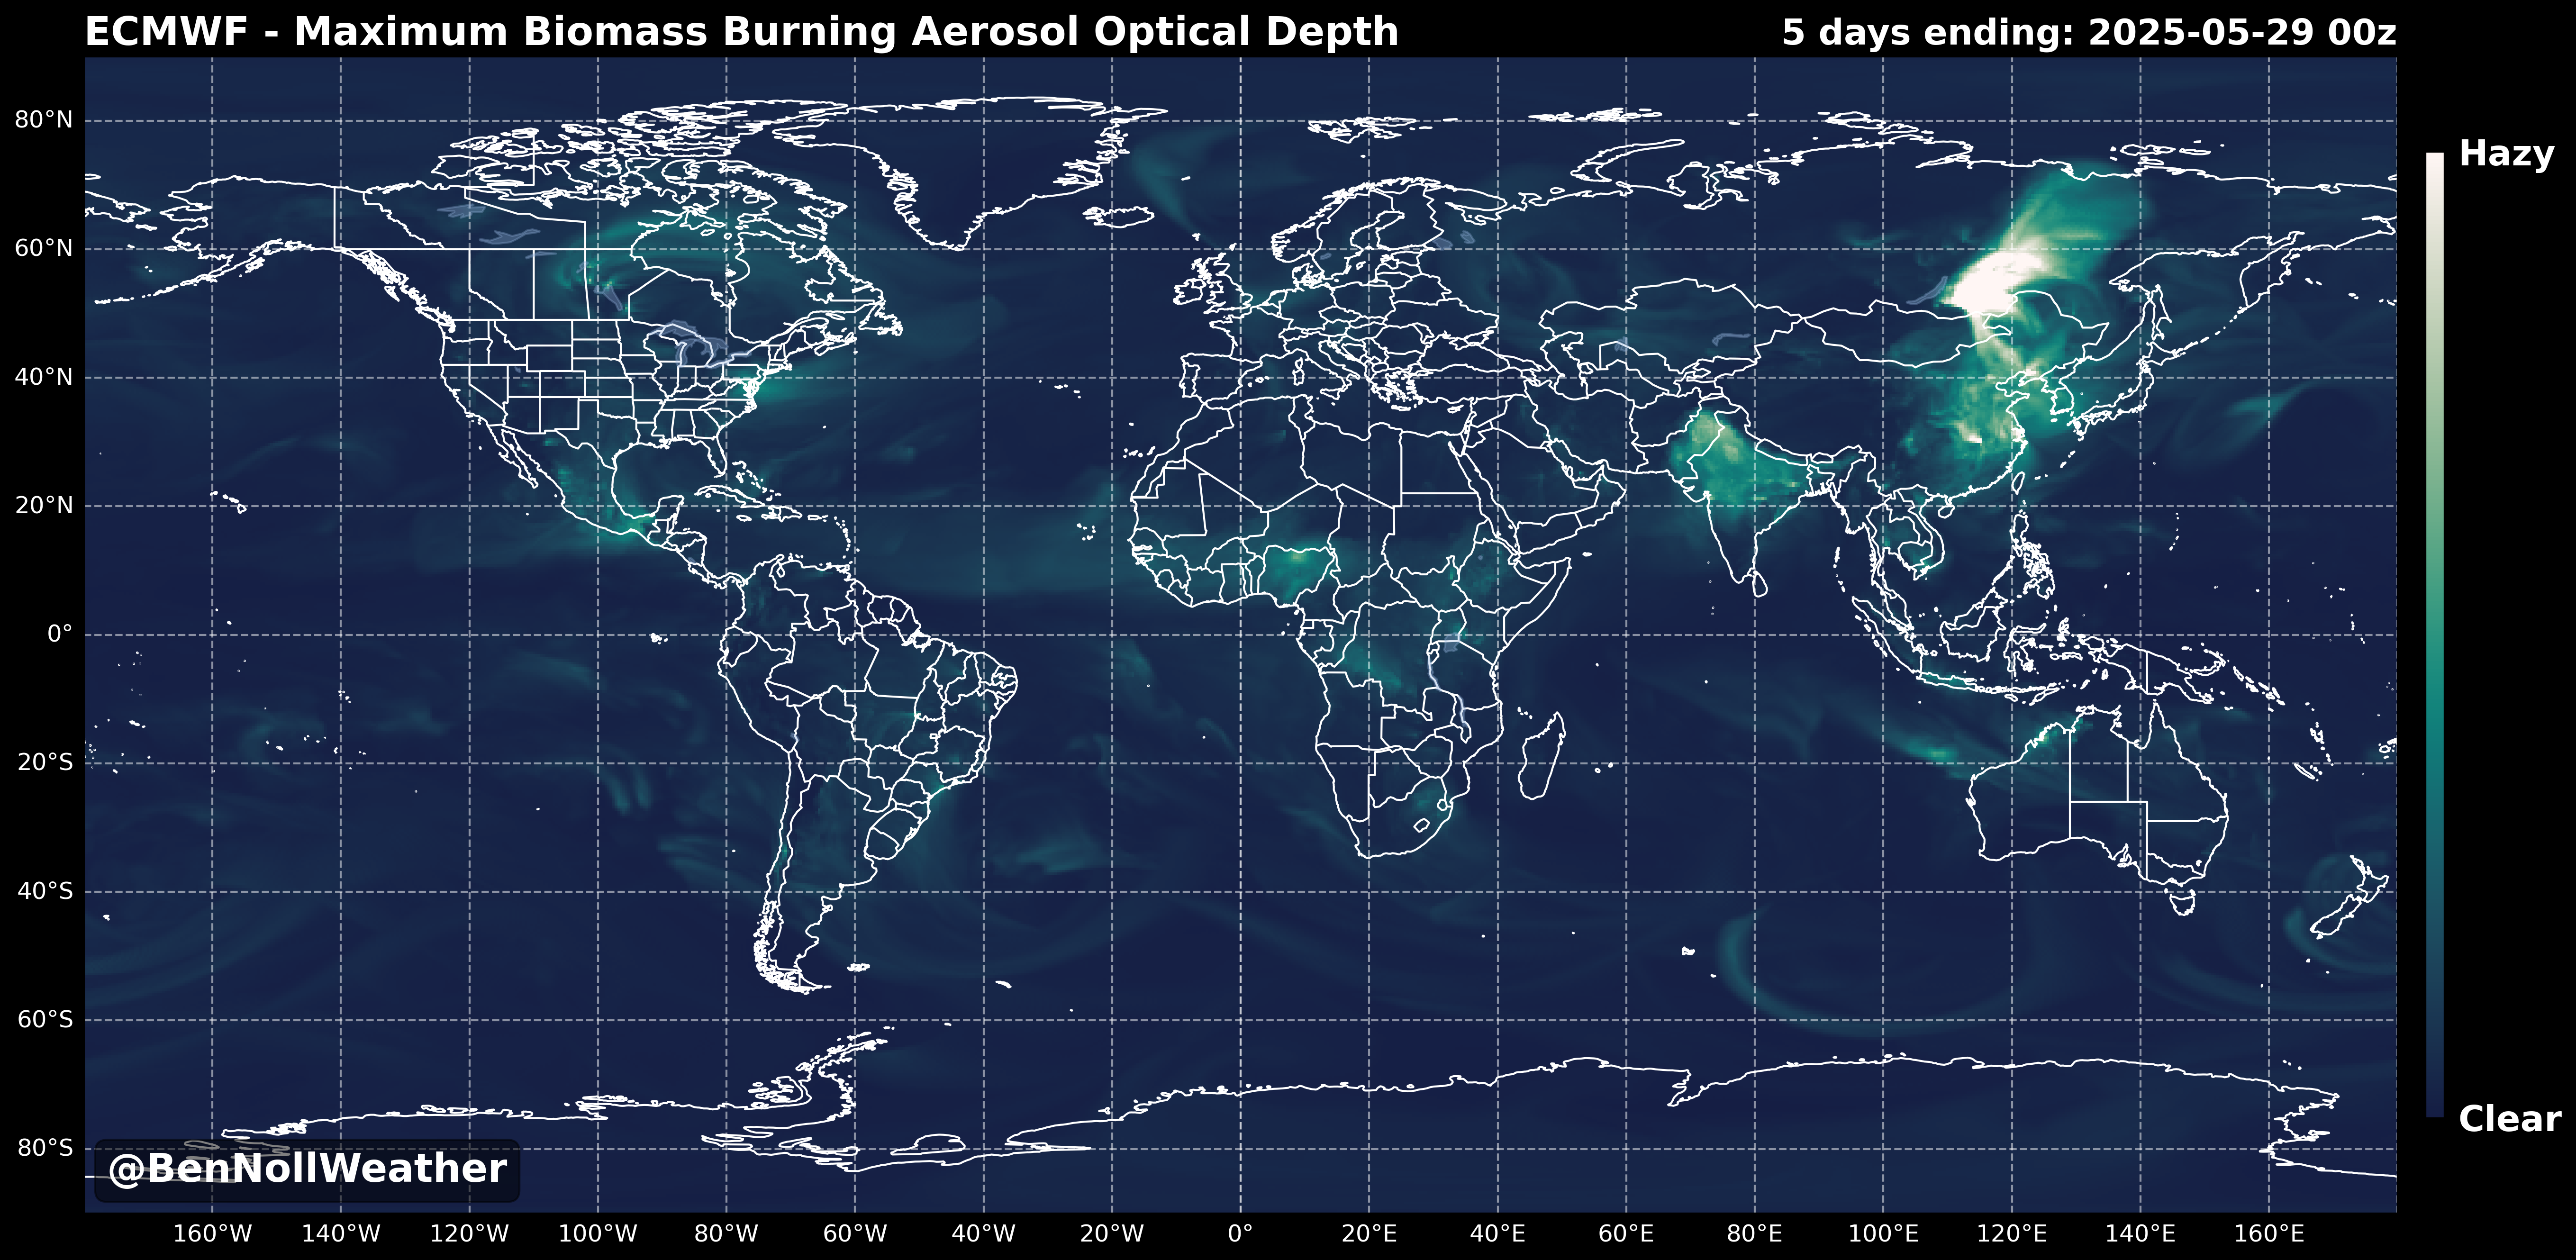 ECMWF - Maximum Biomass Burning Aerosol Optical Depth
5 days ending: 2025-05-29 00z
Hazy
80°N
60°N
40°N
20°N
0°
20°S
40°S
60°S
80°S
Clear
@BenNollWeather
160°W 140°W 120°W 100°W 80°W 60°W 40°W 20°W 0° 20°E 40°E 60°E 80°E 100°E 120°E 140°E 160°E